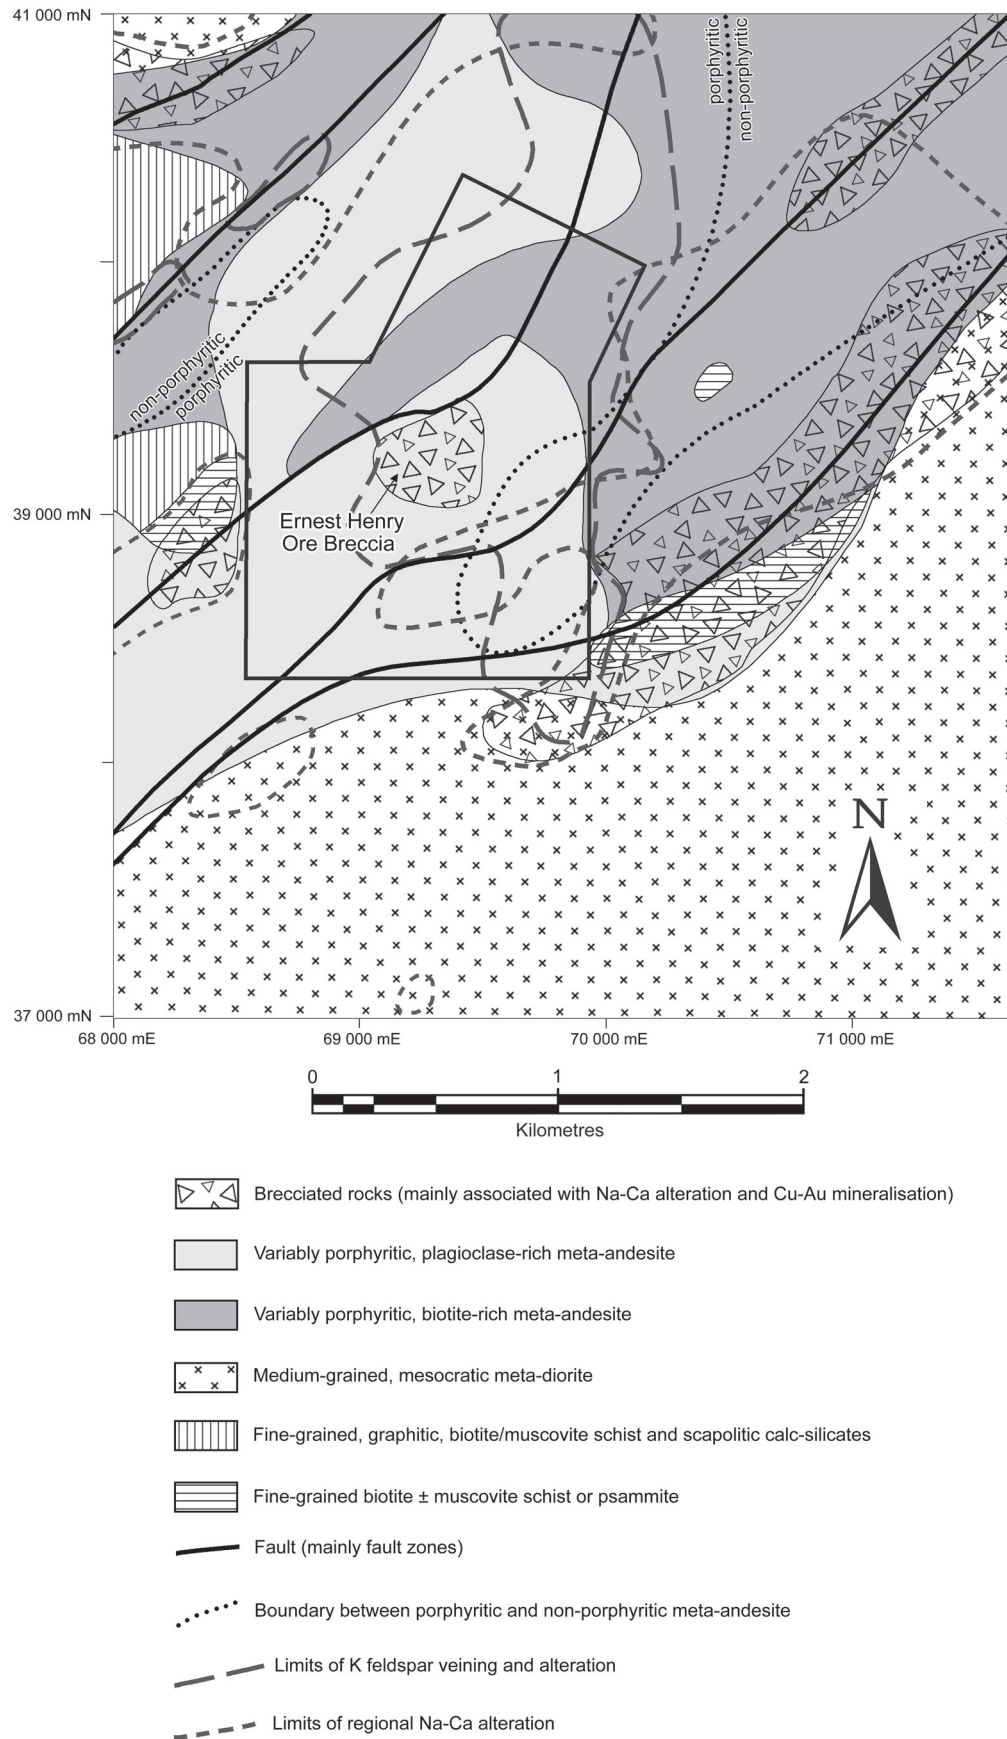 41 000 mN
porphyritic
non-porphyritic
non-porphyritic
porphyritic
39 000 mN
Ernest Henry
Ore Breccia
N
37 000 mN
68 000 mE
69 000 mE
70 000 mE
71 000 mE
0
1
2
Kilometres
Brecciated rocks (mainly associated with Na-Ca alteration and Cu-Au mineralisation)
Variably porphyritic, plagioclase-rich meta-andesite
Variably porphyritic, biotite-rich meta-andesite
Medium-grained, mesocratic meta-diorite
Fine-grained, graphitic, biotite/muscovite schist and scapolitic calc-silicates
Fine-grained biotite ± muscovite schist or psammite
Fault (mainly fault zones)
Boundary between porphyritic and non-porphyritic meta-andesite
Limits of K feldspar veining and alteration
Limits of regional Na-Ca alteration